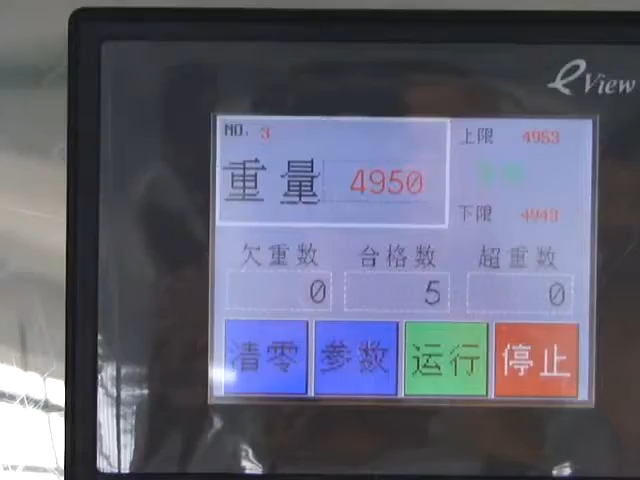 eView
NO. 3
重量 4950
上限 4953
下限 4943
欠重数 合格数 超重数
0 5 0
清零 参数 运行 停止